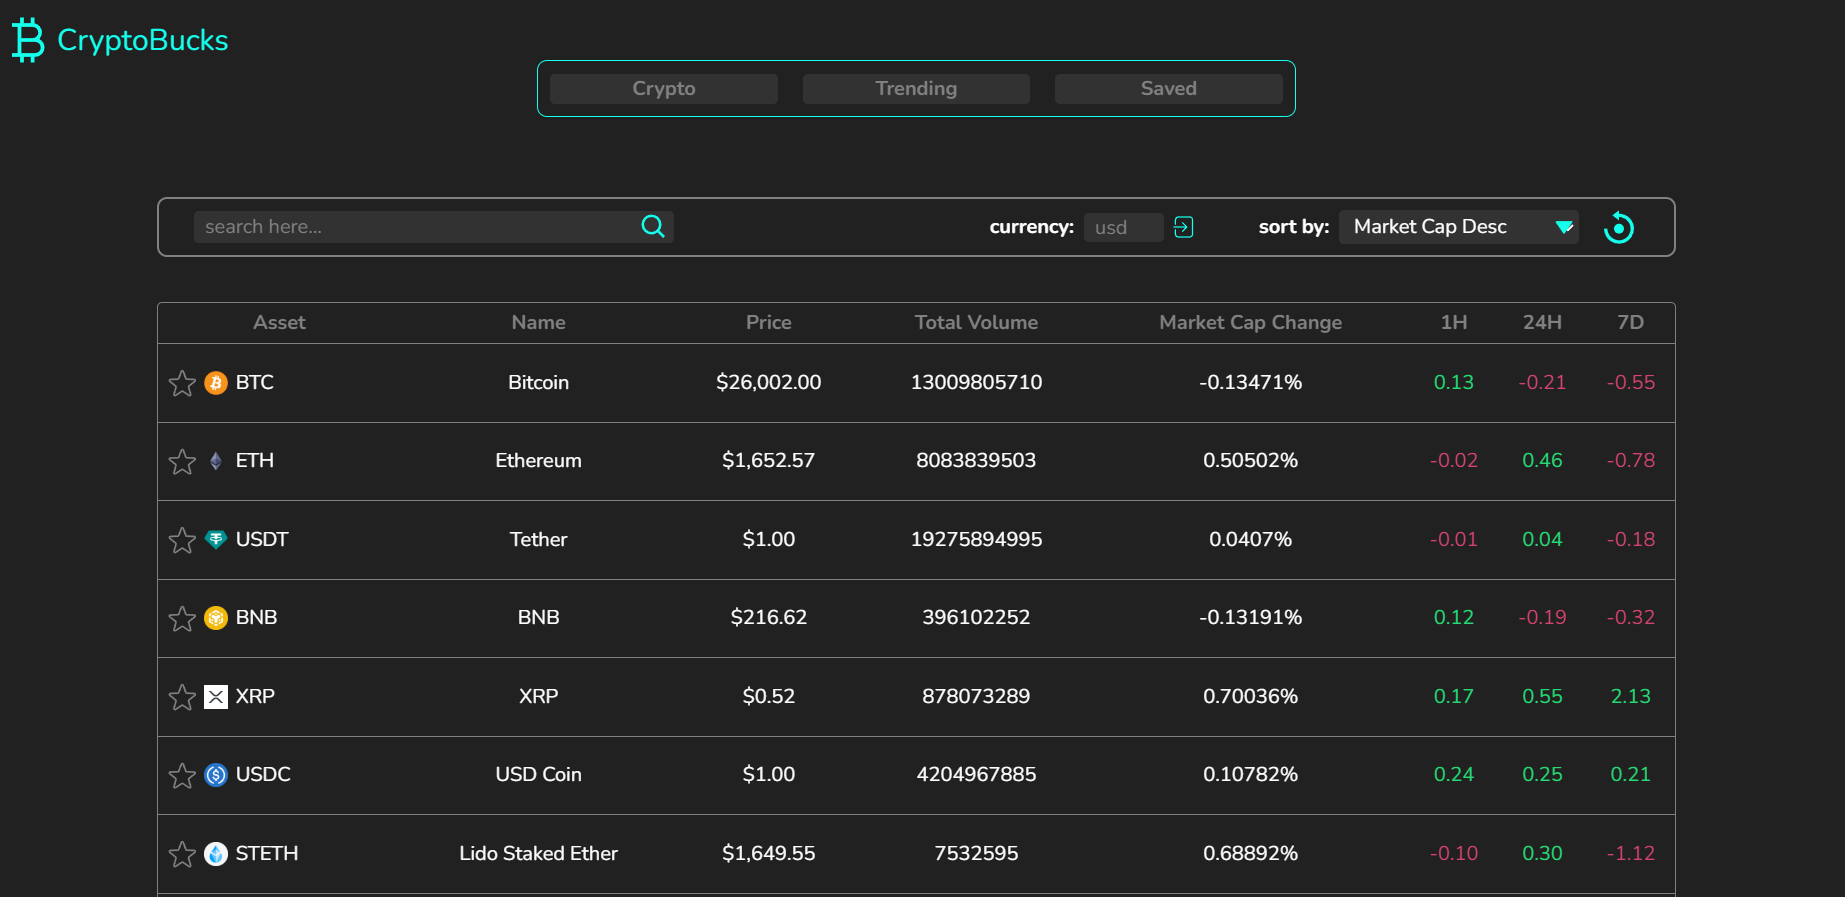 CryptoBucks
Crypto Trending Saved
search here... currency: usd sort by: Market Cap Desc
Asset Name Price Total Volume Market Cap Change 1H 24H 7D
BTC Bitcoin $26,002.00 13009805710 -0.13471% 0.13 -0.21 -0.55
ETH Ethereum $1,652.57 8083839503 0.50502% -0.02 0.46 -0.78
USDT Tether $1.00 19275894995 0.0407% -0.01 0.04 -0.18
BNB BNB $216.62 396102252 -0.13191% 0.12 -0.19 -0.32
XRP XRP $0.52 878073289 0.70036% 0.17 0.55 2.13
USDC USD Coin $1.00 4204967885 0.10782% 0.24 0.25 0.21
STETH Lido Staked Ether $1,649.55 7532595 0.68892% -0.10 0.30 -1.12